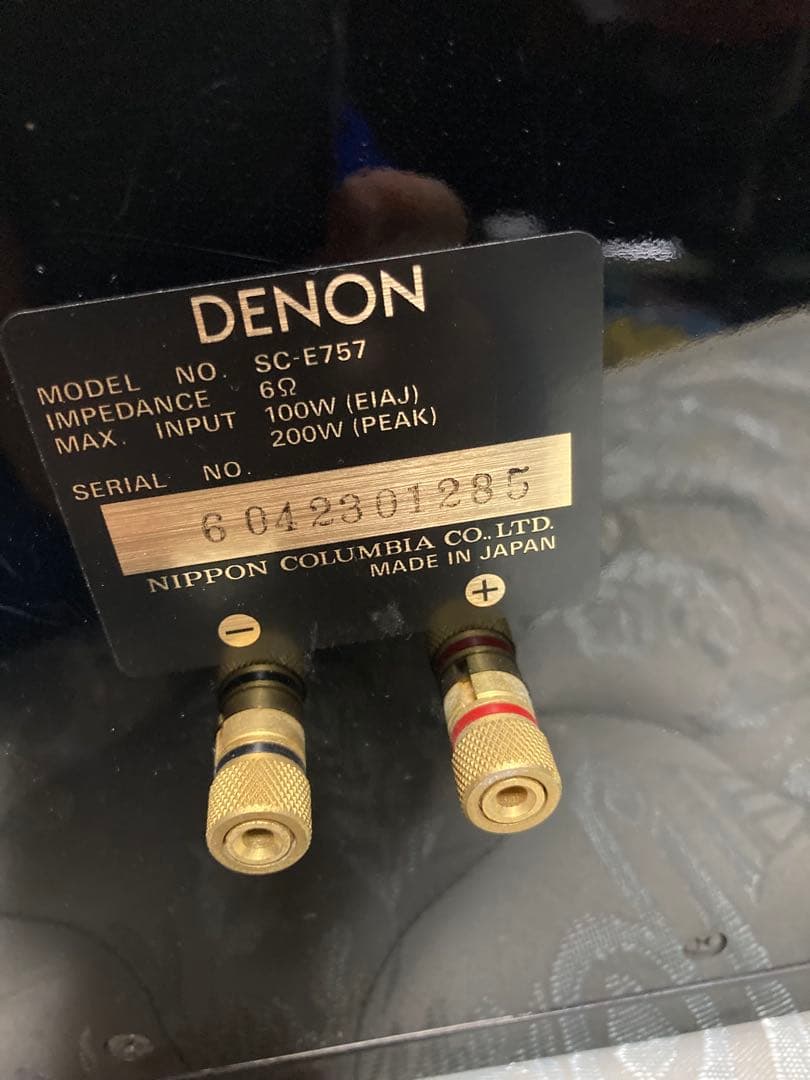 DENON
MODEL NO. SC-E757
IMPEDANCE 6Ω
MAX. INPUT 100W (EIAJ)
200W (PEAK)
SERIAL NO.
6042301285
NIPPON COLUMBIA CO., LTD.
MADE IN JAPAN
− +